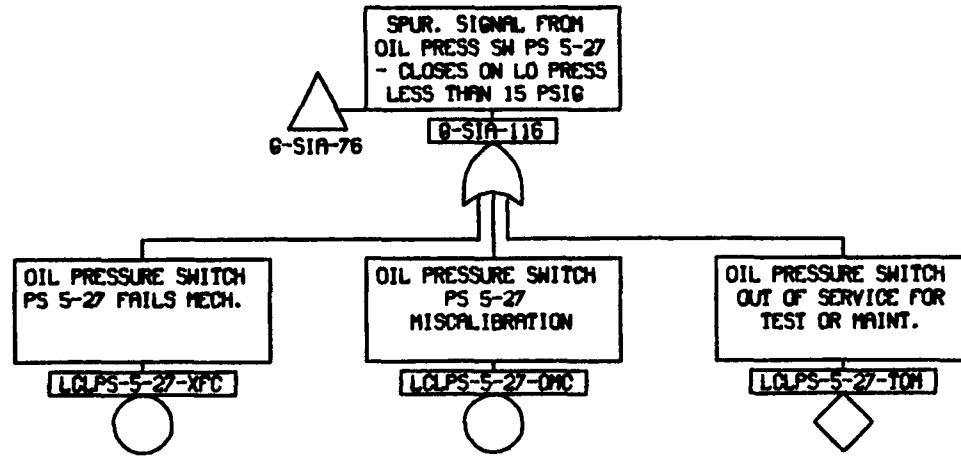 SPUR. SIGNAL FROM
OIL PRESS SW PS 5-27
- CLOSES ON LO PRESS
LESS THAN 15 PSIG
G-SIA-76
G-SIA-116
OIL PRESSURE SWITCH
PS 5-27 FAILS MECH.
LCLPS-5-27-XFC
OIL PRESSURE SWITCH
PS 5-27
MISCALIBRATION
LCLPS-5-27-OMC
OIL PRESSURE SWITCH
OUT OF SERVICE FOR
TEST OR MAINT.
LCLPS-5-27-TOM